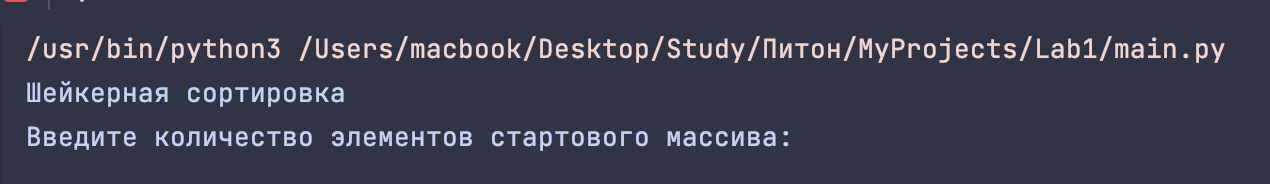 /usr/bin/python3 /Users/macbook/Desktop/Study/Питон/MyProjects/Lab1/main.py
Шейкерная сортировка
Введите количество элементов стартового массива: